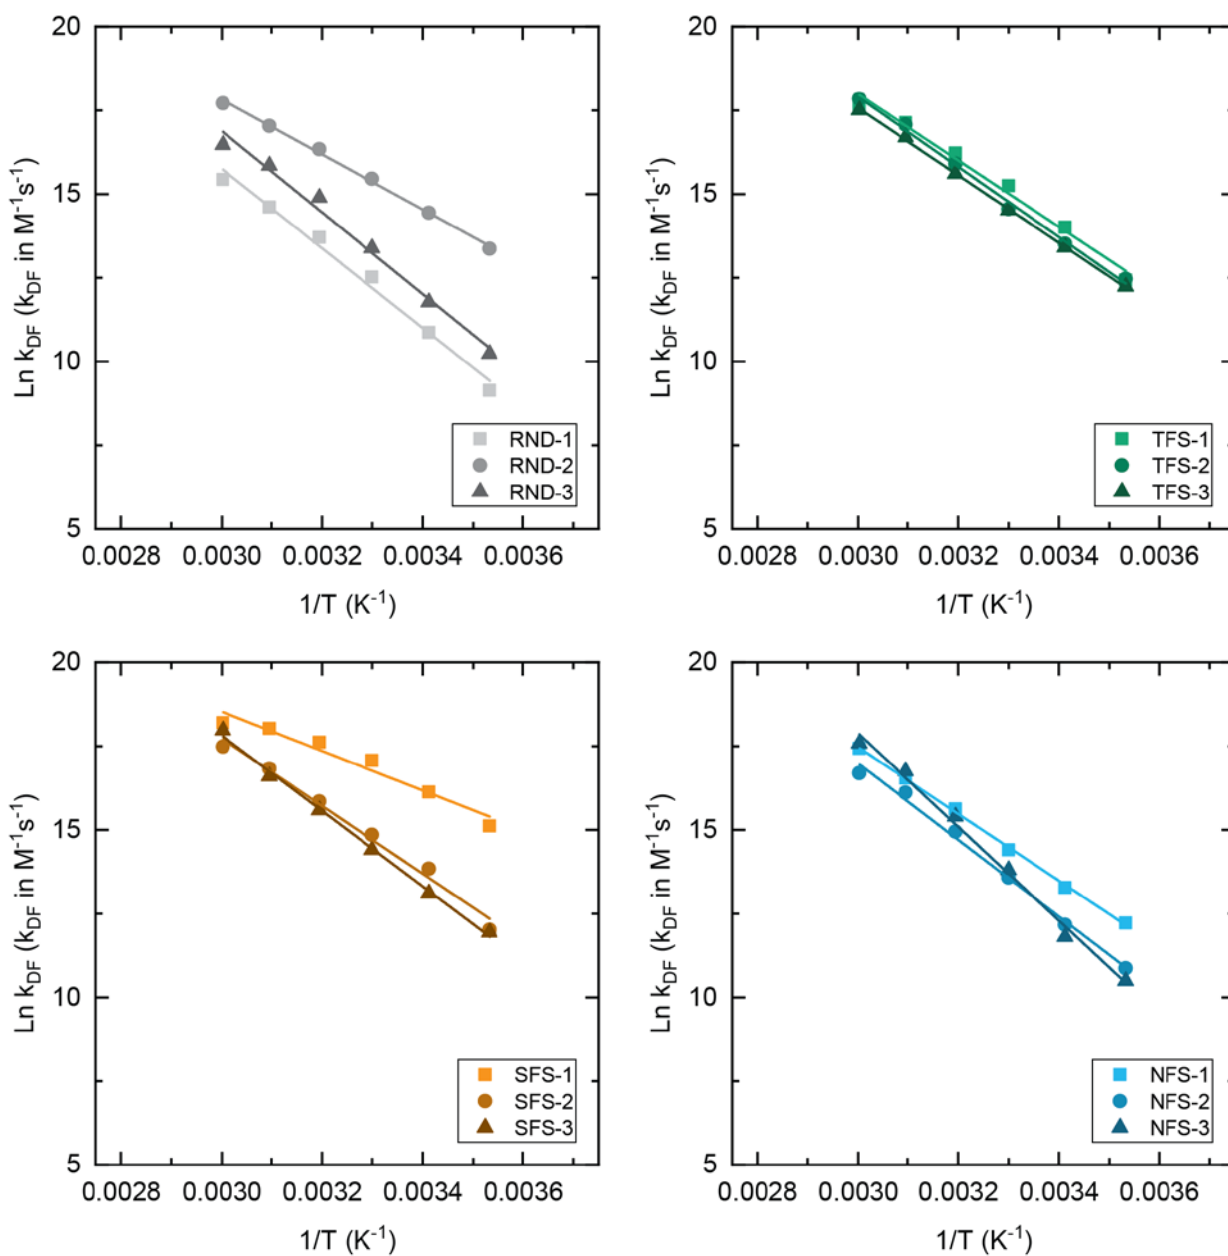 20
15
10
5
Ln k_DF (k_DF in M⁻¹s⁻¹)
RND-1
RND-2
RND-3
0.0028 0.0030 0.0032 0.0034 0.0036
1/T (K⁻¹)
20
15
10
5
Ln k_DF (k_DF in M⁻¹s⁻¹)
TFS-1
TFS-2
TFS-3
0.0028 0.0030 0.0032 0.0034 0.0036
1/T (K⁻¹)
20
15
10
5
Ln k_DF (k_DF in M⁻¹s⁻¹)
SFS-1
SFS-2
SFS-3
0.0028 0.0030 0.0032 0.0034 0.0036
1/T (K⁻¹)
20
15
10
5
Ln k_DF (k_DF in M⁻¹s⁻¹)
NFS-1
NFS-2
NFS-3
0.0028 0.0030 0.0032 0.0034 0.0036
1/T (K⁻¹)